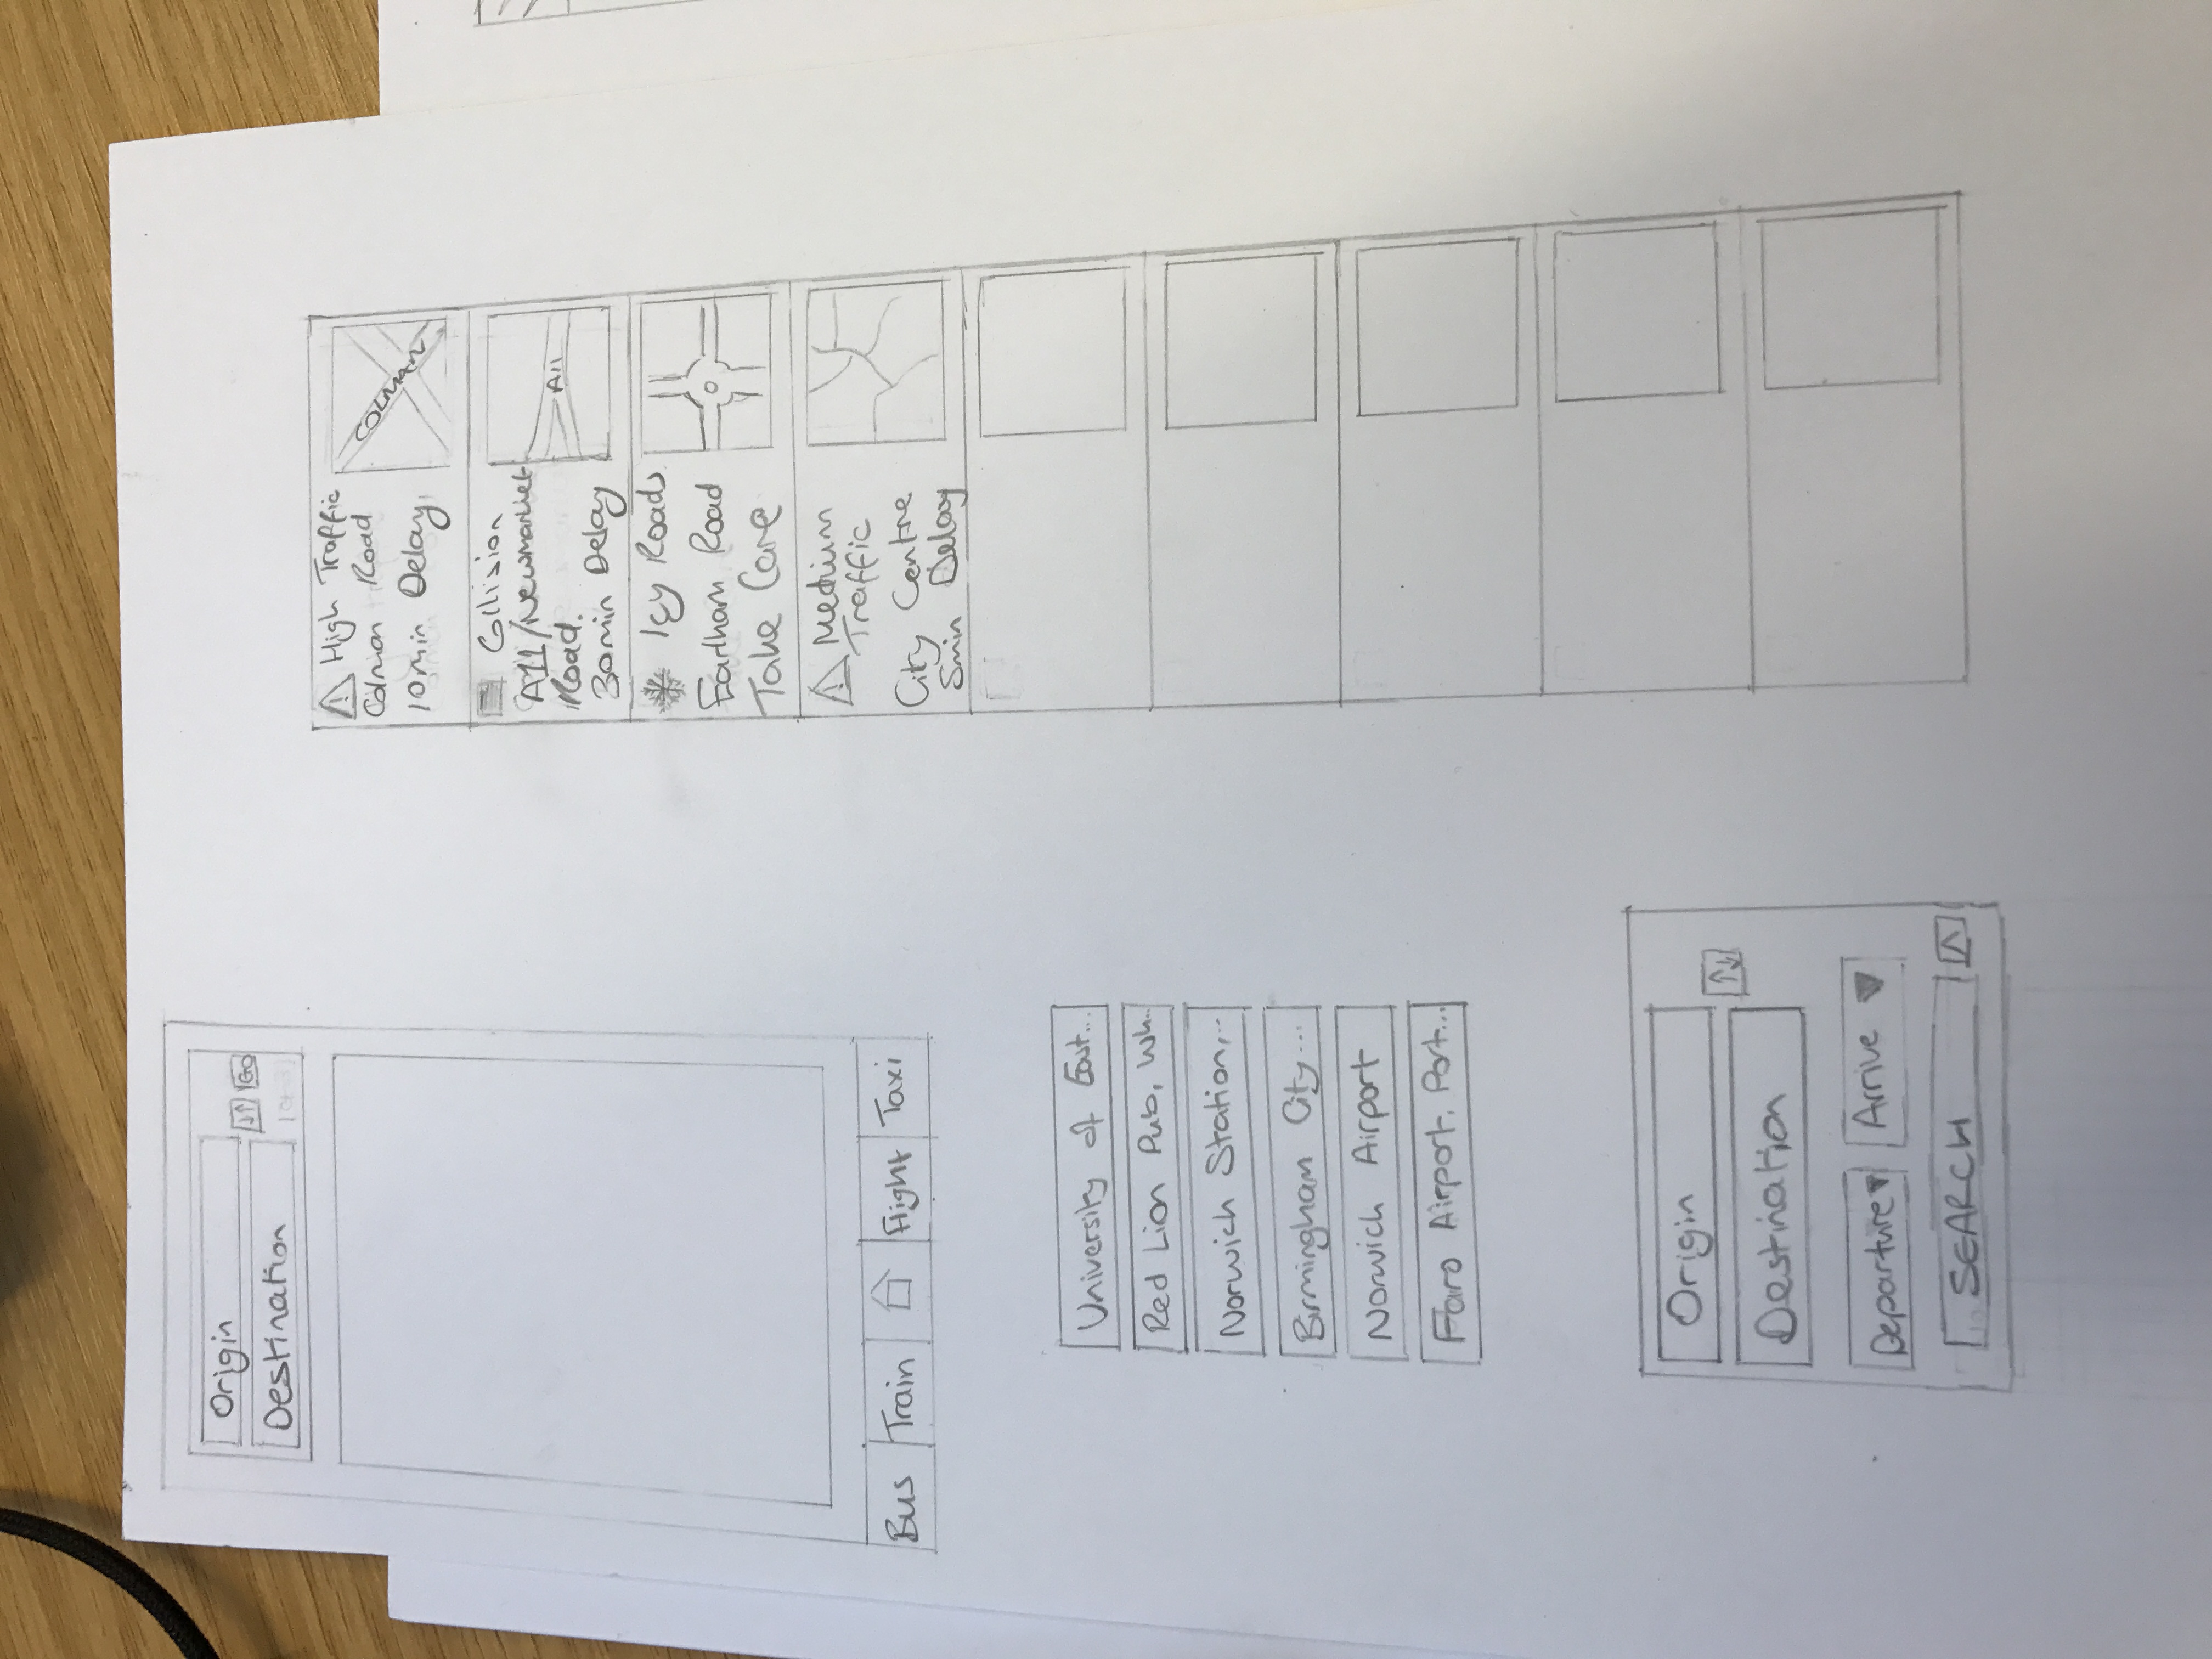 Origin
GO
Destination
Bus
Train
Flight
Taxi
University of East...
Red Lion Pub, Wh..
Norwich Station,..
Birmingham City...
Norwich Airport
Faro Airport, Port...
Origin
Destination
Departure
Arrive
SEARCH
High Traffic
Colman Road
10min Delay
COLMAN
Collision
A11/Newmarket
Road.
30min Delay
A11
Icy Roads
Earlham Road
Take Care
Medium
Traffic
City Centre
5min Delay